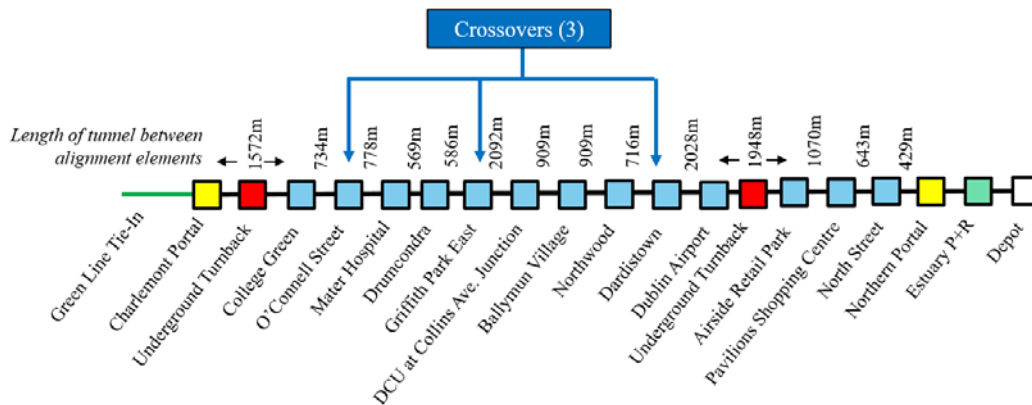 Crossovers (3)
Length of tunnel between
alignment elements
1572m
734m
778m
569m
586m
2092m
909m
909m
716m
2028m
1948m
1070m
643m
429m
Green Line Tie-In
Charlemont Portal
Underground Turnback
College Green
O'Connell Street
Mater Hospital
Drumcondra
Griffith Park East
DCU at Collins Ave. Junction
Ballymun Village
Northwood
Dardistown
Dublin Airport
Underground Turnback
Airside Retail Park
Pavilions Shopping Centre
North Street
Northern Portal
Estuary P+R
Depot